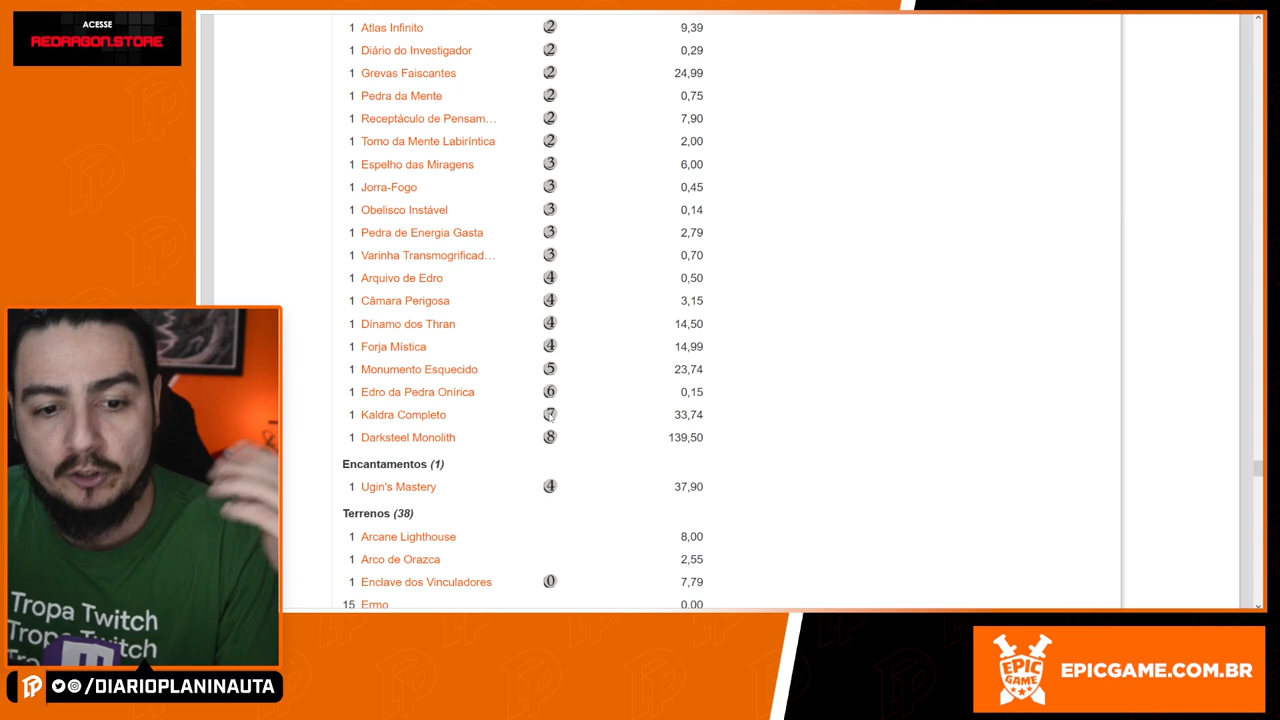 ACESSE
REDRAGON.STORE
1 Atlas Infinito 2 9,39
1 Diário do Investigador 2 0,29
1 Grevas Faiscantes 2 24,99
1 Pedra da Mente 2 0,75
1 Receptáculo de Pensam… 2 7,90
1 Tomo da Mente Labiríntica 2 2,00
1 Espelho das Miragens 3 6,00
1 Jorra-Fogo 3 0,45
1 Obelisco Instável 3 0,14
1 Pedra de Energia Gasta 3 2,79
1 Varinha Transmogrificad… 3 0,70
1 Arquivo de Edro 4 0,50
1 Câmara Perigosa 4 3,15
1 Dínamo dos Thran 4 14,50
1 Forja Mística 4 14,99
1 Monumento Esquecido 5 23,74
1 Edro da Pedra Onírica 6 0,15
1 Kaldra Completo 7 33,74
1 Darksteel Monolith 8 139,50
Encantamentos (1)
1 Ugin's Mastery 4 37,90
Terrenos (38)
1 Arcane Lighthouse 8,00
1 Arco de Orazca 2,55
1 Enclave dos Vinculadores 0 7,79
15 Ermo 0,00
Tropa Twitch
Tropa Twitch
/DIARIOPLANINAUTA
EPIC
GAME
EPICGAME.COM.BR